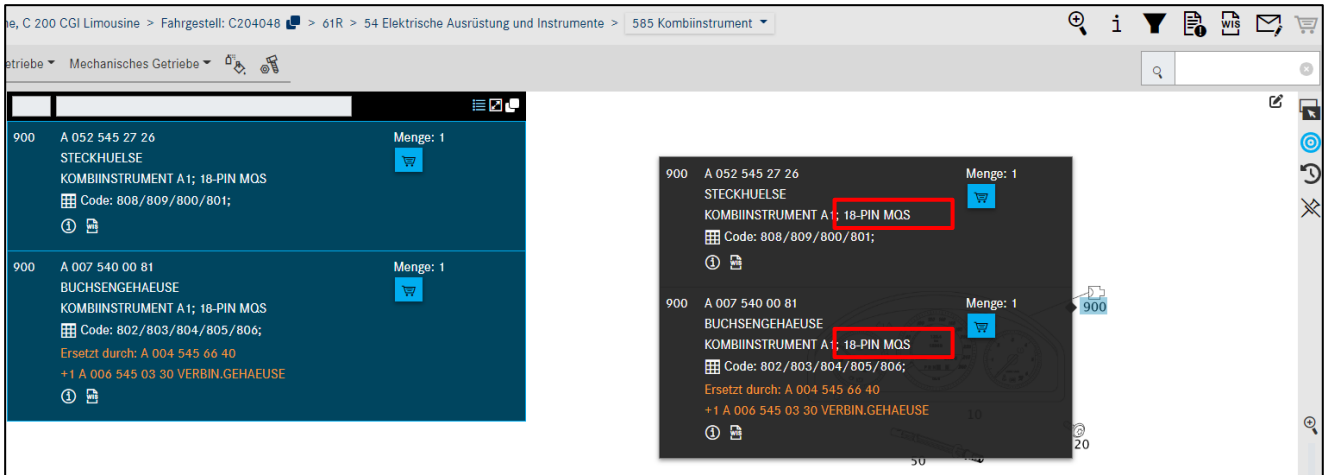 ne, C 200 CGI Limousine > Fahrgestell: C204048 > 61R > 54 Elektrische Ausrüstung und Instrumente > 585 Kombiinstrument
i WIS
etriebe Mechanisches Getriebe
900 A 052 545 27 26 Menge: 1
STECKHUELSE
KOMBIINSTRUMENT A1; 18-PIN MQS
Code: 808/809/800/801;
900 A 007 540 00 81 Menge: 1
BUCHSENGEHAEUSE
KOMBIINSTRUMENT A1; 18-PIN MQS
Code: 802/803/804/805/806;
Ersetzt durch: A 004 545 66 40
+1 A 006 545 03 30 VERBIN.GEHAEUSE
900 A 052 545 27 26 Menge: 1
STECKHUELSE
KOMBIINSTRUMENT A1; 18-PIN MQS
Code: 808/809/800/801;
900 A 007 540 00 81 Menge: 1
BUCHSENGEHAEUSE
KOMBIINSTRUMENT A1; 18-PIN MQS
Code: 802/803/804/805/806;
Ersetzt durch: A 004 545 66 40
+1 A 006 545 03 30 VERBIN.GEHAEUSE
900
10
20
50